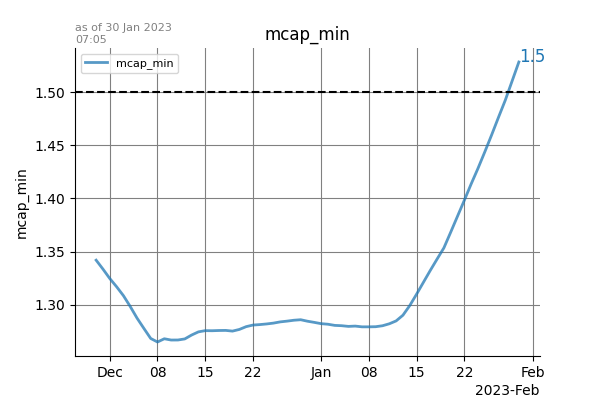 as of 30 Jan 2023
07:05
mcap_min
mcap_min
1.5
1.50
1.45
1.40
1.35
1.30
mcap_min
Dec 08 15 22 Jan 08 15 22 Feb
2023-Feb